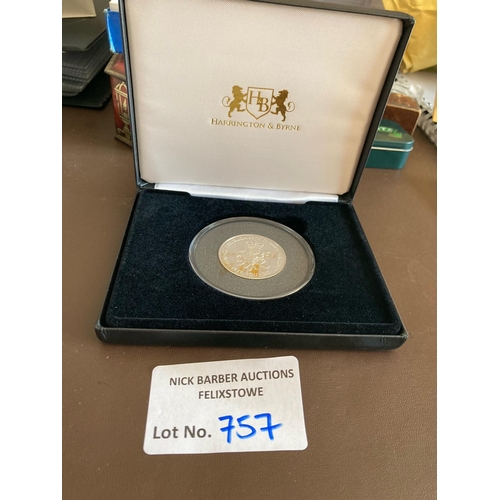 HB
HARRINGTON & BYRNE
NICK BARBER AUCTIONS
FELIXSTOWE
Lot No. 757